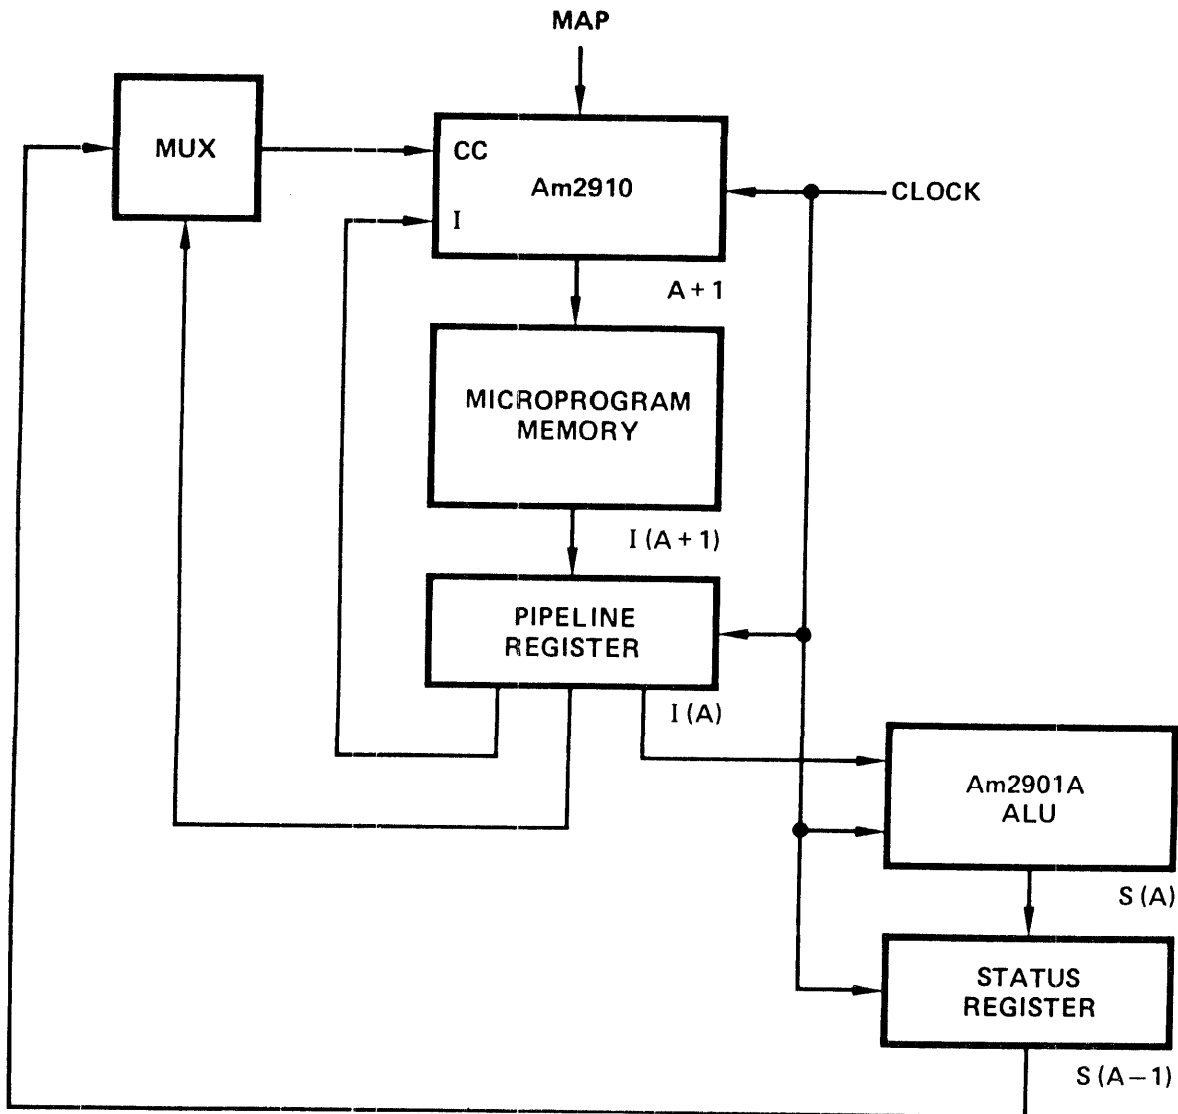 MAP
MUX
CC
Am2910
I
CLOCK
A + 1
MICROPROGRAM
MEMORY
I (A + 1)
PIPELINE
REGISTER
I (A)
Am2901A
ALU
S (A)
STATUS
REGISTER
S (A−1)